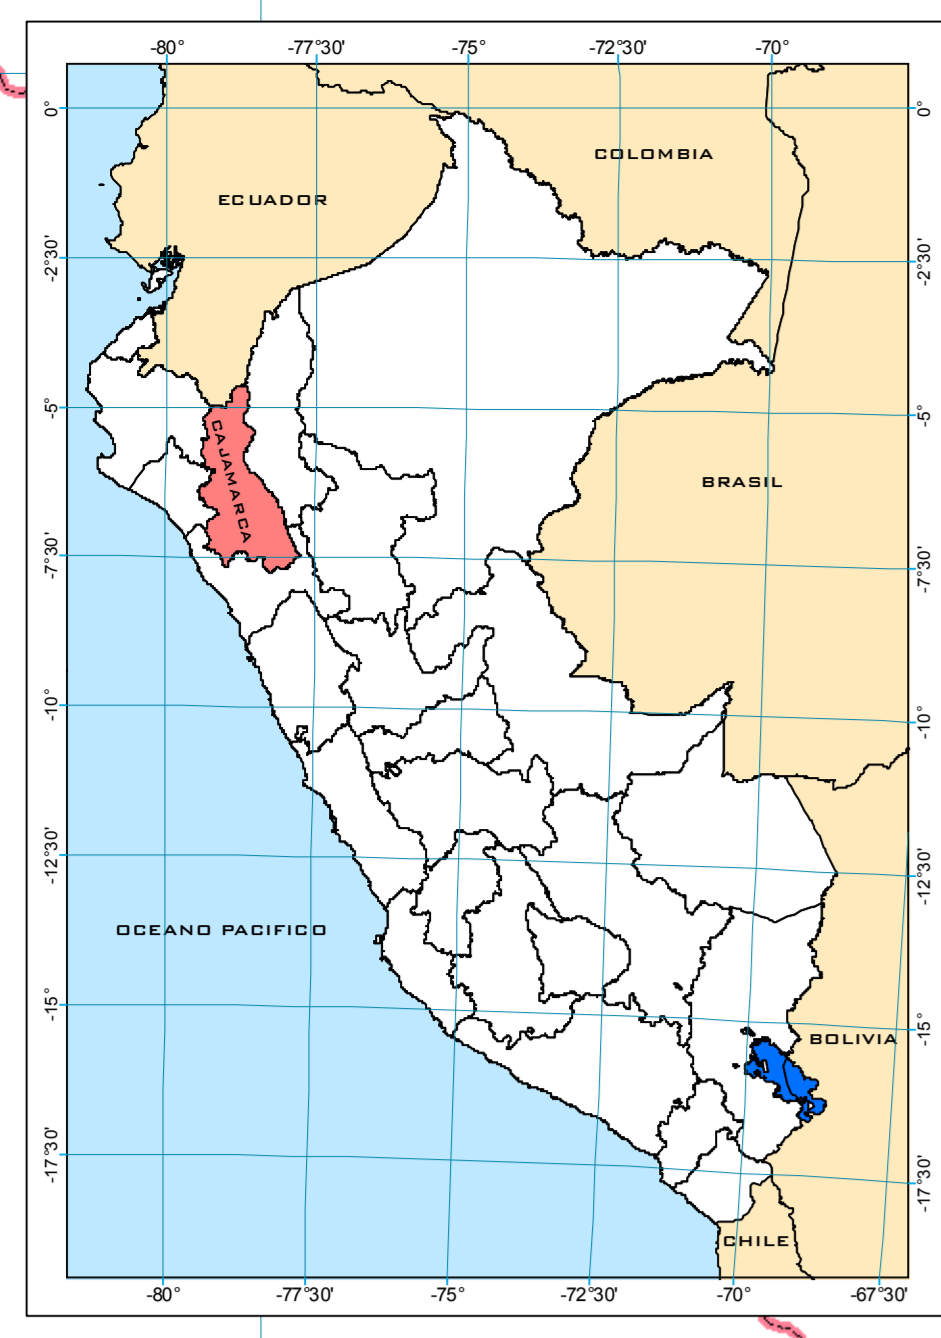 -80° -77°30' -75° -72°30' -70°
0° 0°
COLOMBIA
ECUADOR
-2°30' -2°30'
-5° -5°
CAJAMARCA
BRASIL
-7°30' -7°30'
-10° -10°
-12°30' -12°30'
OCEANO PACIFICO
-15° -15°
BOLIVIA
-17°30' -17°30'
CHILE
-80° -77°30' -75° -72°30' -70° -67°30'